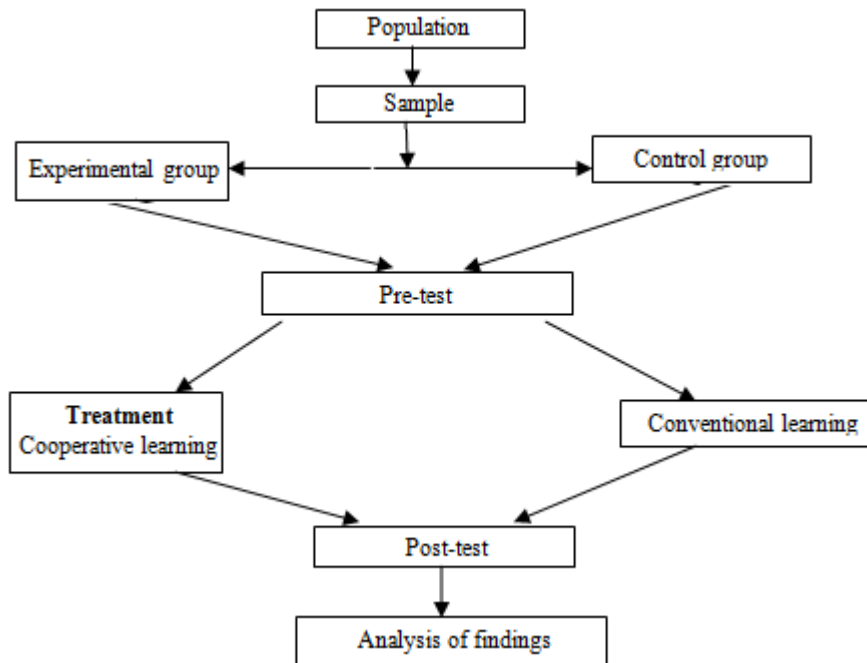 Population
Sample
Experimental group
Control group
Pre-test
Treatment
Cooperative learning
Conventional learning
Post-test
Analysis of findings